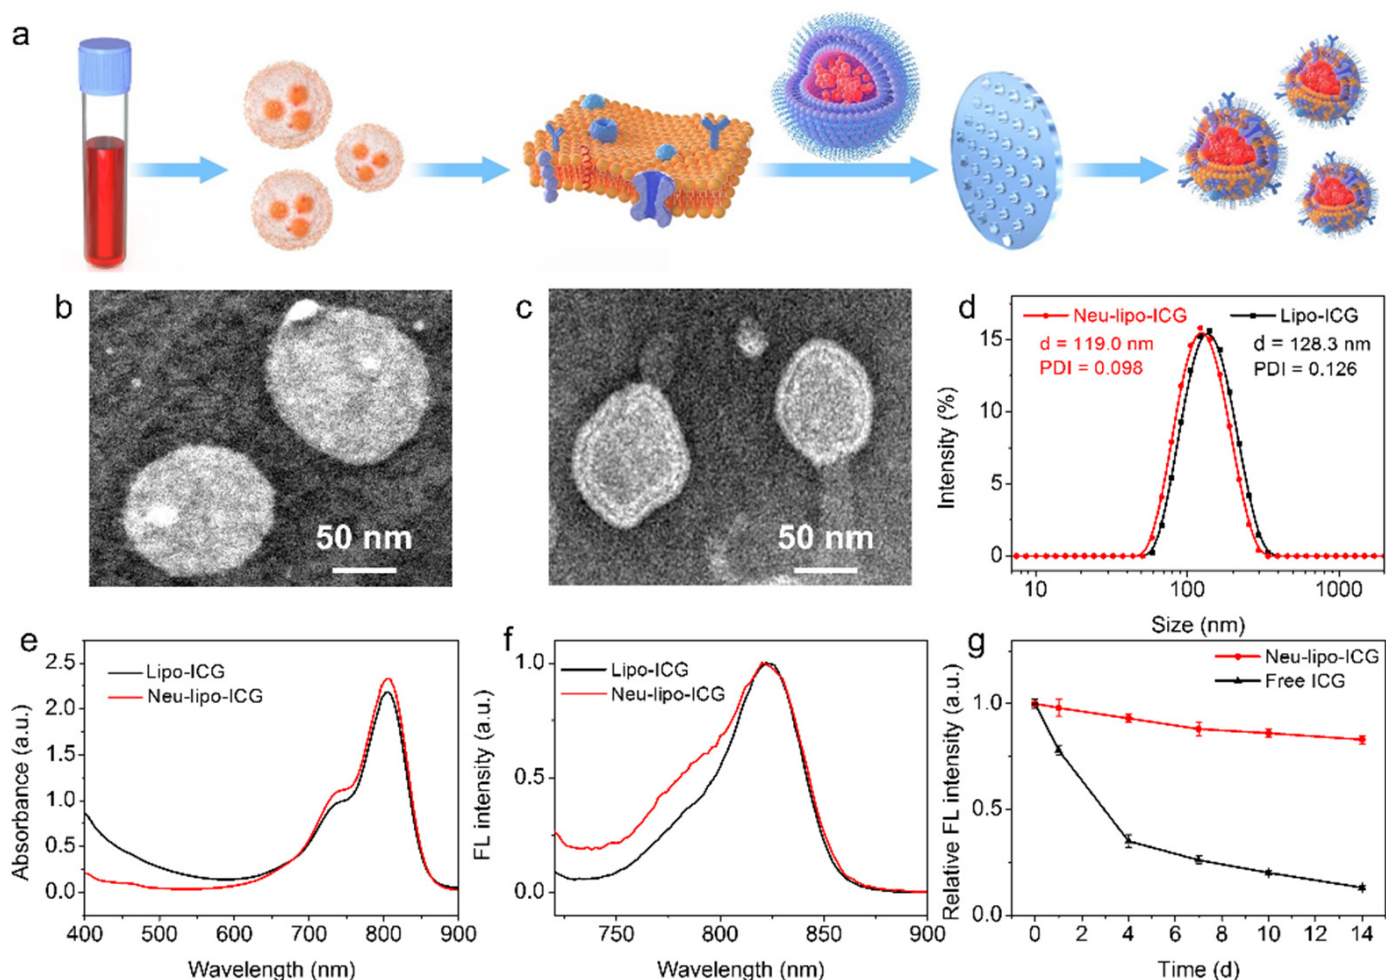 a
b
50 nm
c
50 nm
d
Neu-lipo-ICG
d = 119.0 nm
PDI = 0.098
Lipo-ICG
d = 128.3 nm
PDI = 0.126
Intensity (%)
15
10
5
0
10 100 1000
Size (nm)
e
Lipo-ICG
Neu-lipo-ICG
Absorbance (a.u.)
2.5
2.0
1.5
1.0
0.5
0.0
400 500 600 700 800 900
Wavelength (nm)
f
Lipo-ICG
Neu-lipo-ICG
FL intensity (a.u.)
1.0
0.5
0.0
750 800 850 900
Wavelength (nm)
g
Neu-lipo-ICG
Free ICG
Relative FL intensity (a.u.)
1.0
0.5
0.0
0 2 4 6 8 10 12 14
Time (d)